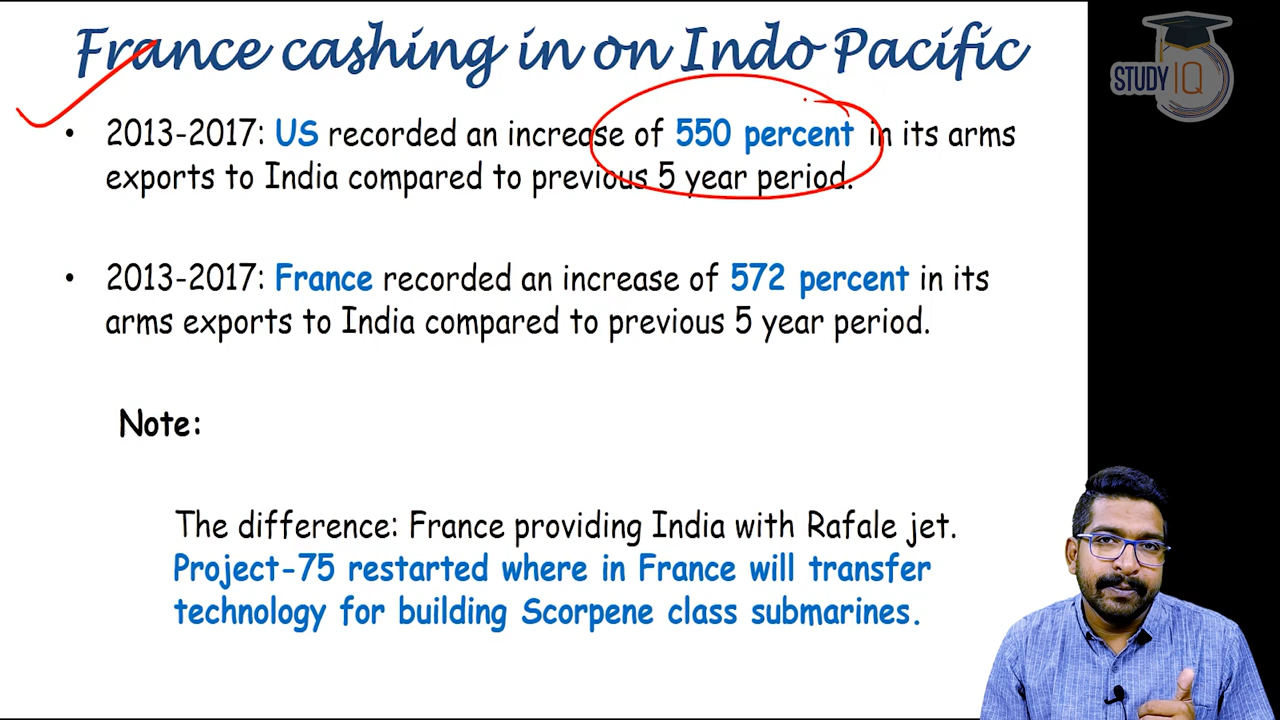 France cashing in on Indo Pacific
STUDY IQ
• 2013-2017: US recorded an increase of 550 percent in its arms
exports to India compared to previous 5 year period.
• 2013-2017: France recorded an increase of 572 percent in its
arms exports to India compared to previous 5 year period.
Note:
The difference: France providing India with Rafale jet.
Project-75 restarted where in France will transfer
technology for building Scorpene class submarines.